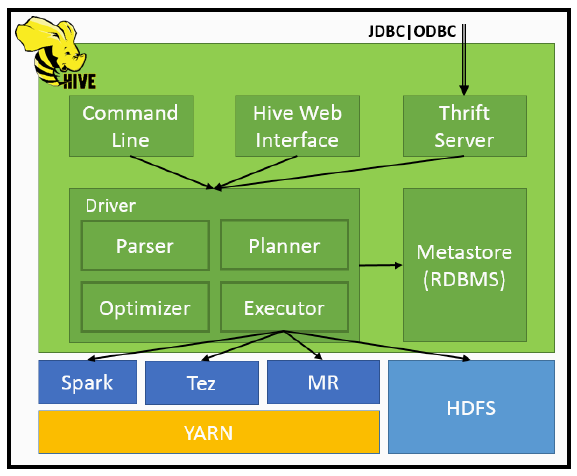 JDBC|ODBC
HIVE
Command
Line
Hive Web
Interface
Thrift
Server
Driver
Parser
Planner
Optimizer
Executor
Metastore
(RDBMS)
Spark
Tez
MR
HDFS
YARN